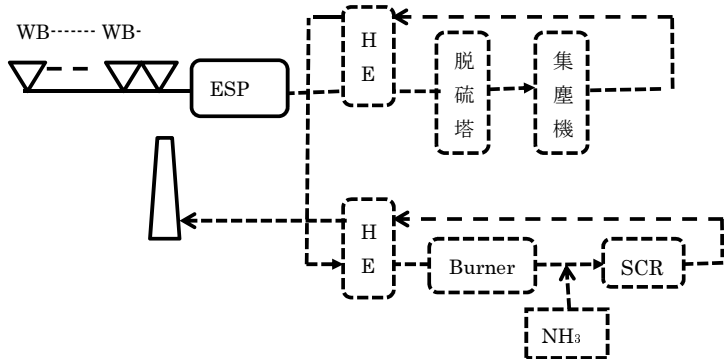 WB-------- WB-
ESP
H
E
脱
硫
塔
集
塵
機
H
E
Burner
SCR
NH₃